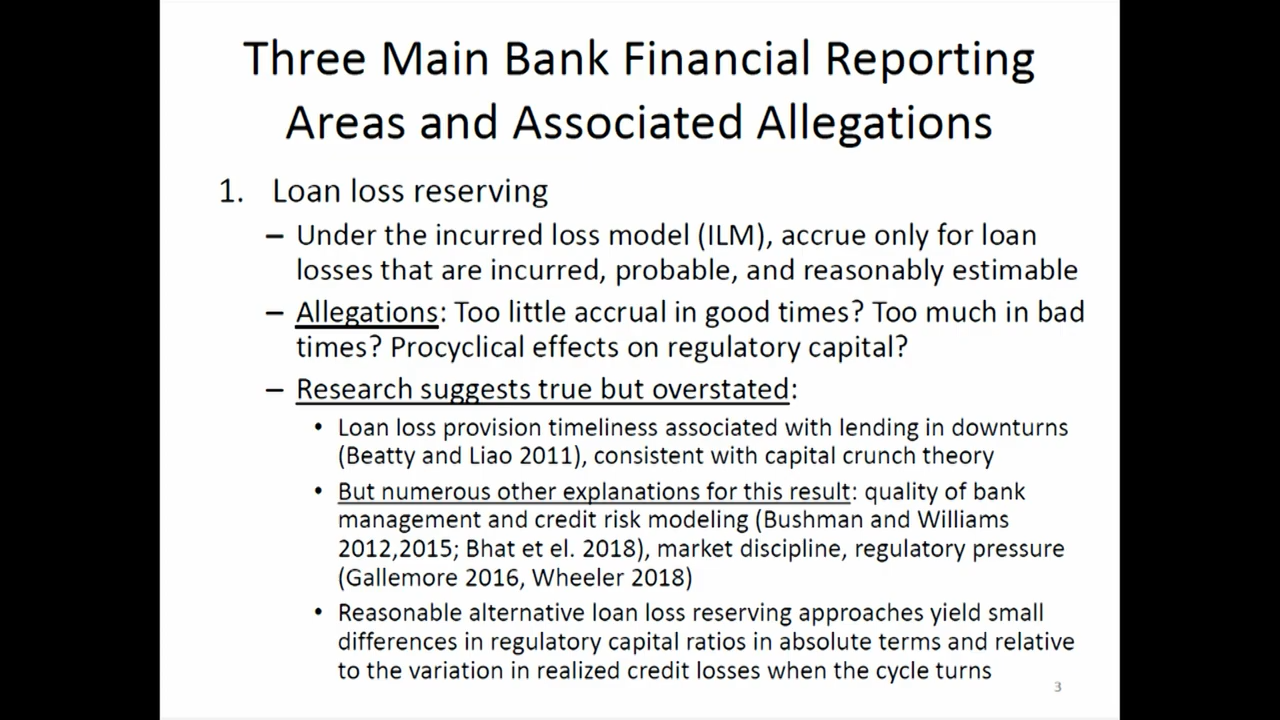 Three Main Bank Financial Reporting
Areas and Associated Allegations
1. Loan loss reserving
– Under the incurred loss model (ILM), accrue only for loan
losses that are incurred, probable, and reasonably estimable
– Allegations: Too little accrual in good times? Too much in bad
times? Procyclical effects on regulatory capital?
– Research suggests true but overstated:
• Loan loss provision timeliness associated with lending in downturns
(Beatty and Liao 2011), consistent with capital crunch theory
• But numerous other explanations for this result: quality of bank
management and credit risk modeling (Bushman and Williams
2012,2015; Bhat et el. 2018), market discipline, regulatory pressure
(Gallemore 2016, Wheeler 2018)
• Reasonable alternative loan loss reserving approaches yield small
differences in regulatory capital ratios in absolute terms and relative
to the variation in realized credit losses when the cycle turns
3